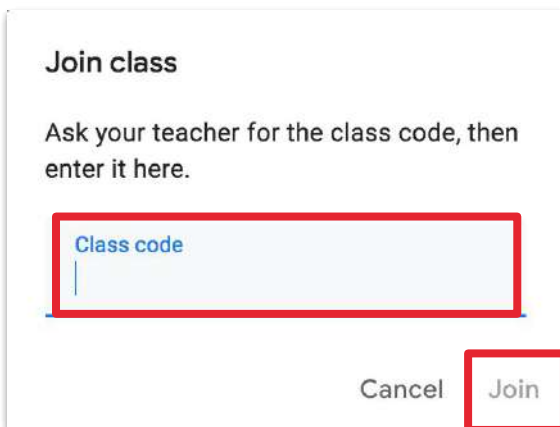 Join class
Ask your teacher for the class code, then
enter it here.
Class code
Cancel Join